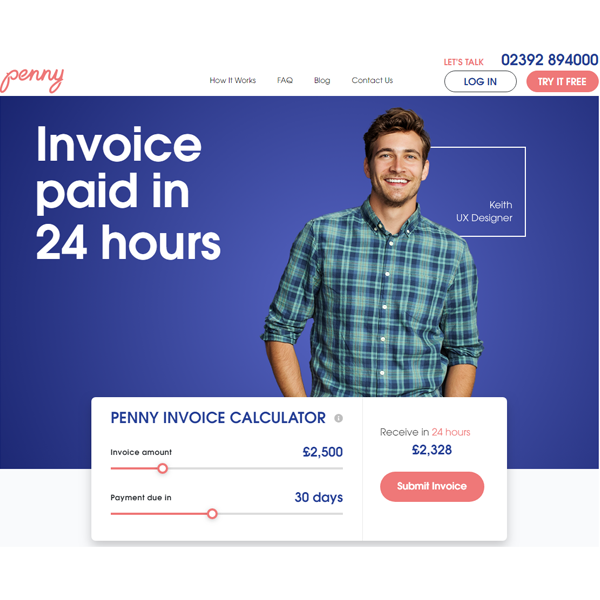 penny
How It Works
FAQ
Blog
Contact Us
LET'S TALK 02392 894000
LOG IN
TRY IT FREE
Invoice
paid in
24 hours
Keith
UX Designer
PENNY INVOICE CALCULATOR
Invoice amount £2,500
Payment due in 30 days
Receive in 24 hours
£2,328
Submit Invoice